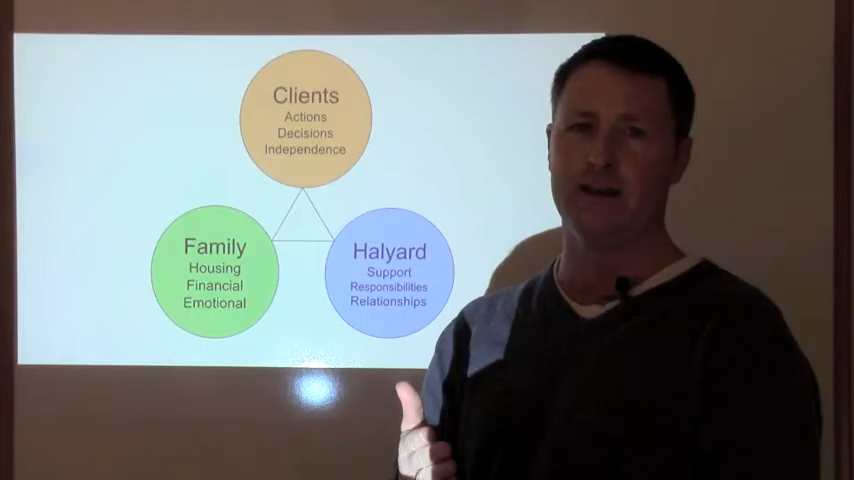 Clients
Actions
Decisions
Independence
Family
Housing
Financial
Emotional
Halyard
Support
Responsibilities
Relationships